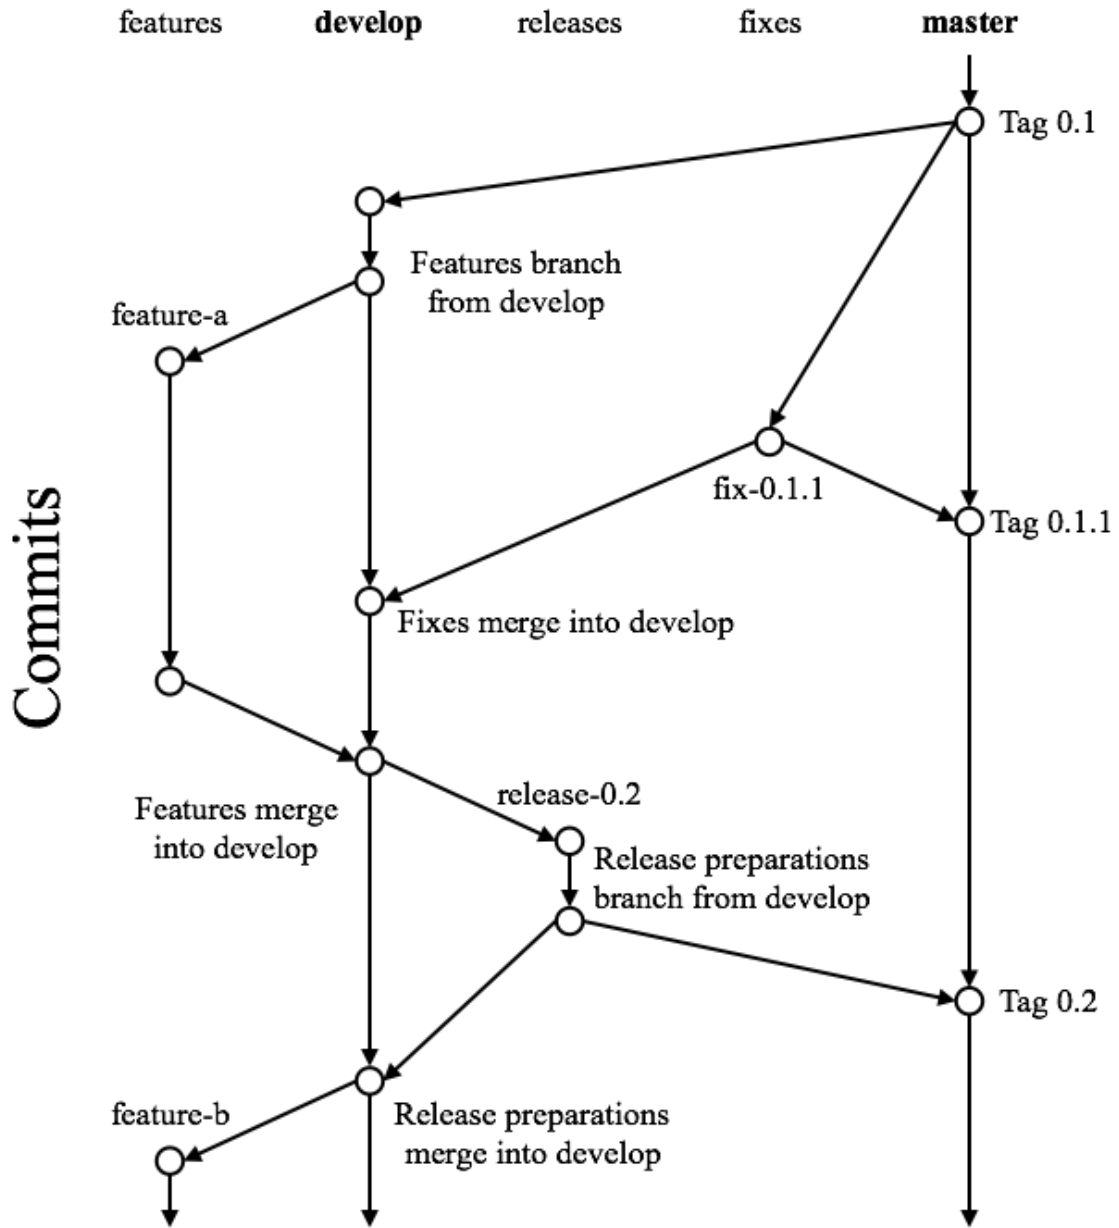 features
develop
releases
fixes
master
Tag 0.1
Features branch
from develop
feature-a
Commits
fix-0.1.1
Tag 0.1.1
Fixes merge into develop
release-0.2
Features merge
into develop
Release preparations
branch from develop
Tag 0.2
feature-b
Release preparations
merge into develop